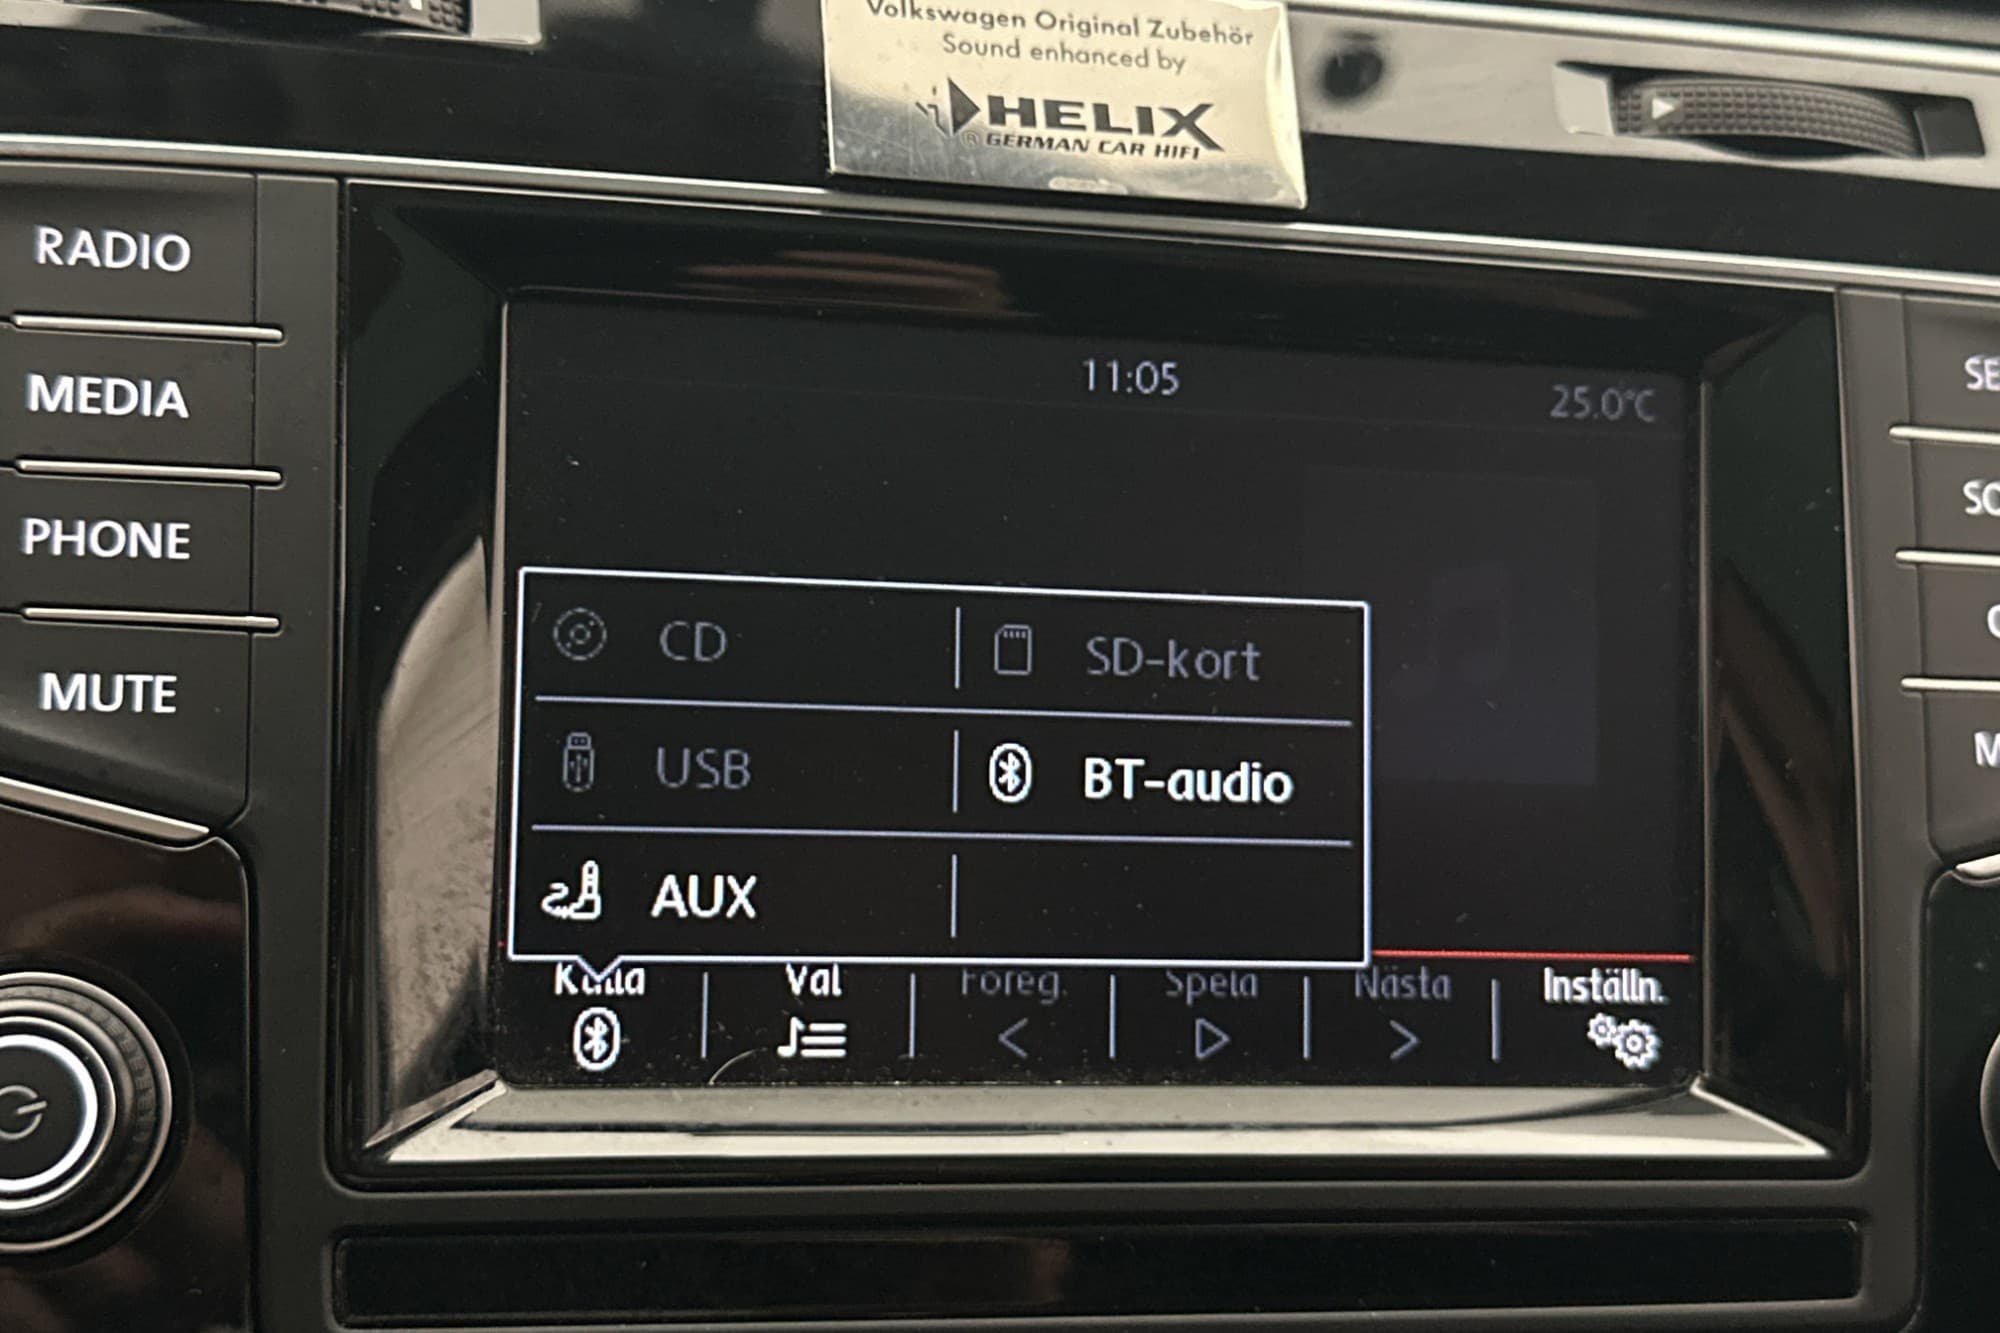 Volkswagen Original Zubehör
Sound enhanced by
HELIX
® GERMAN CAR HIFI
RADIO
MEDIA
PHONE
MUTE
11:05
25.0°C
CD
SD-kort
USB
BT-audio
AUX
Val
Föreg.
Spela
Nästa
Inställn.